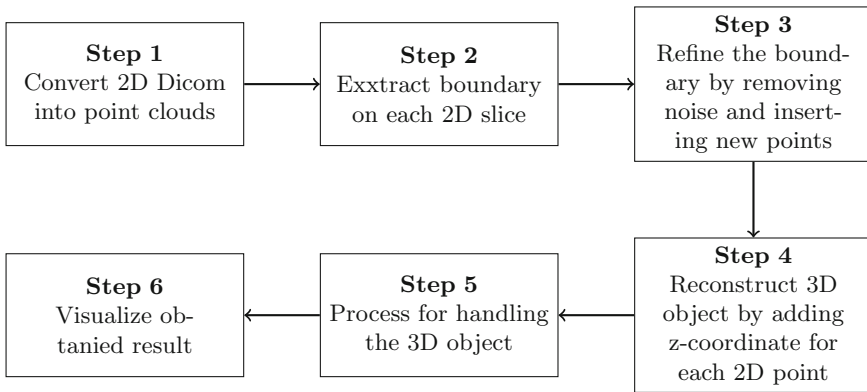 Step 1
Convert 2D Dicom
into point clouds
Step 2
Exxtract boundary
on each 2D slice
Step 3
Refine the bound-
ary by removing
noise and insert-
ing new points
Step 4
Reconstruct 3D
object by adding
z-coordinate for
each 2D point
Step 5
Process for handling
the 3D object
Step 6
Visualize ob-
tanied result